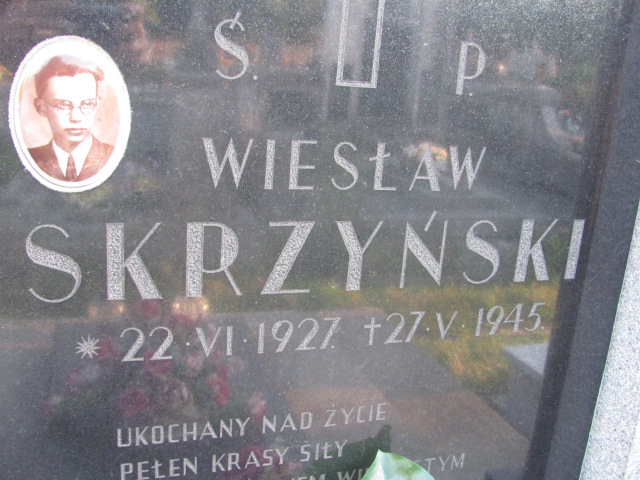 Ś. P.
WIESŁAW
SKRZYŃSKI
* 22·VI·1927. †27·V·1945.
UKOCHANY NAD ŻYCIE
PEŁEN KRASY SIŁY